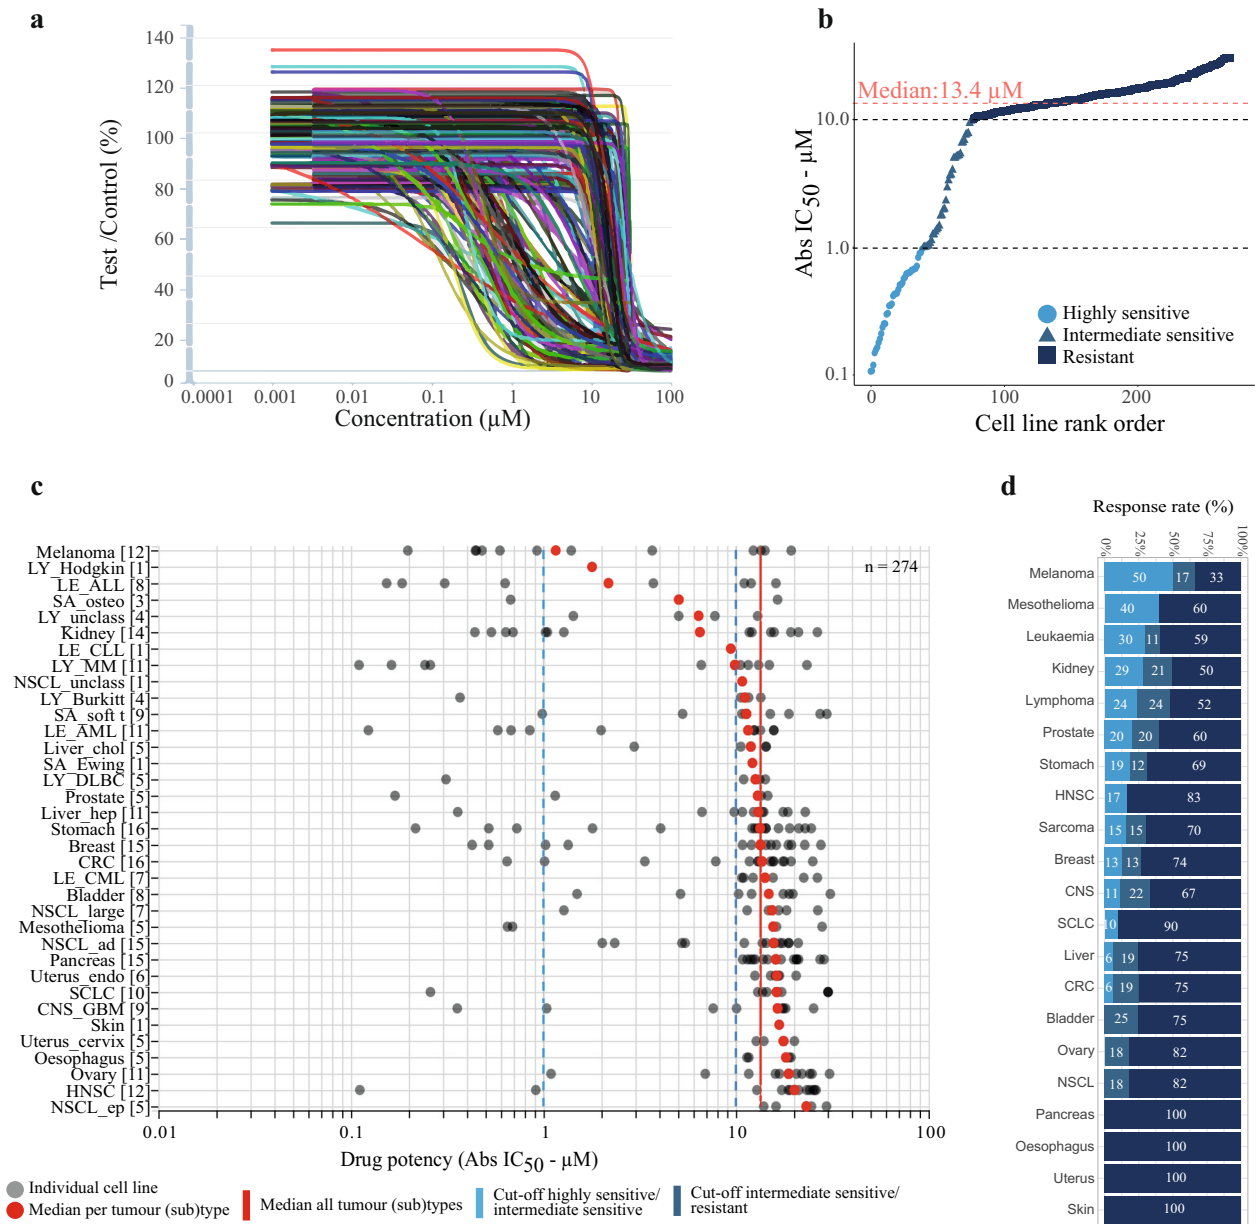 a
140
120
100
80
60
40
20
0
Test /Control (%)
0.0001
0.001
0.01
0.1
1
10
100
Concentration (µM)
b
Median:13.4 µM
10.0
1.0
0.1
Abs IC50 - µM
Highly sensitive
Intermediate sensitive
Resistant
0
100
200
Cell line rank order
c
n = 274
Melanoma [12]
LY_Hodgkin [1]
LE_ALL [8]
SA_osteo [3]
LY_unclass [4]
Kidney [14]
LE_CLL [1]
LY_MM [11]
NSCL_unclass [1]
LY_Burkitt [4]
SA_soft t [9]
LE_AML [11]
Liver_chol [5]
SA_Ewing [1]
LY_DLBC [5]
Prostate [5]
Liver_hep [11]
Stomach [16]
Breast [15]
CRC [16]
LE_CML [7]
Bladder [8]
NSCL_large [7]
Mesothelioma [5]
NSCL_ad [15]
Pancreas [15]
Uterus_endo [6]
SCLC [10]
CNS_GBM [9]
Skin [1]
Uterus_cervix [5]
Oesophagus [5]
Ovary [11]
HNSC [12]
NSCL_ep [5]
0.01
0.1
1
10
100
Drug potency (Abs IC50 - µM)
Individual cell line
Median per tumour (sub)type
Median all tumour (sub)types
Cut-off highly sensitive/
intermediate sensitive
Cut-off intermediate sensitive/
resistant
d
Response rate (%)
0%
25%
50%
75%
100%
Melanoma 50 17 33
Mesothelioma 40 60
Leukaemia 30 11 59
Kidney 29 21 50
Lymphoma 24 24 52
Prostate 20 20 60
Stomach 19 12 69
HNSC 17 83
Sarcoma 15 15 70
Breast 13 13 74
CNS 11 22 67
SCLC 10 90
Liver 6 19 75
CRC 6 19 75
Bladder 25 75
Ovary 18 82
NSCL 18 82
Pancreas 100
Oesophagus 100
Uterus 100
Skin 100